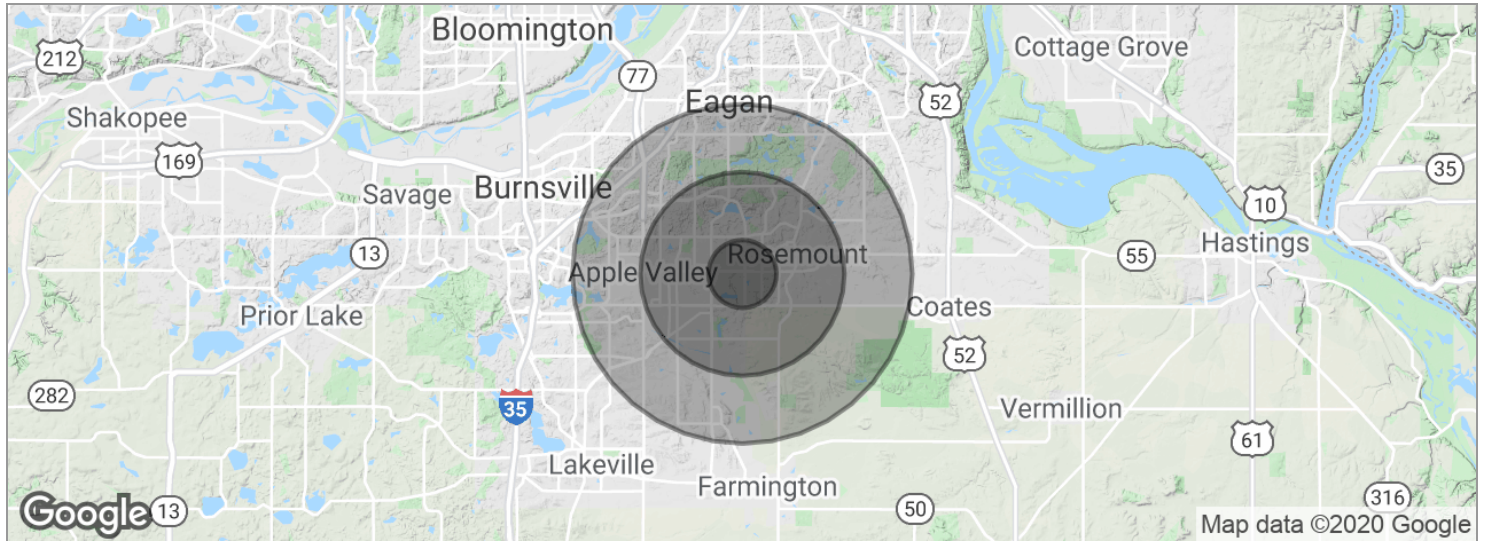 Bloomington
Cottage Grove
212
77
52
Eagan
Shakopee
169
35
Savage
Burnsville
10
13
Rosemount
55
Hastings
Apple Valley
Prior Lake
Coates
52
282
35
Vermillion
61
Lakeville
Farmington
316
Google
13
50
Map data ©2020 Google